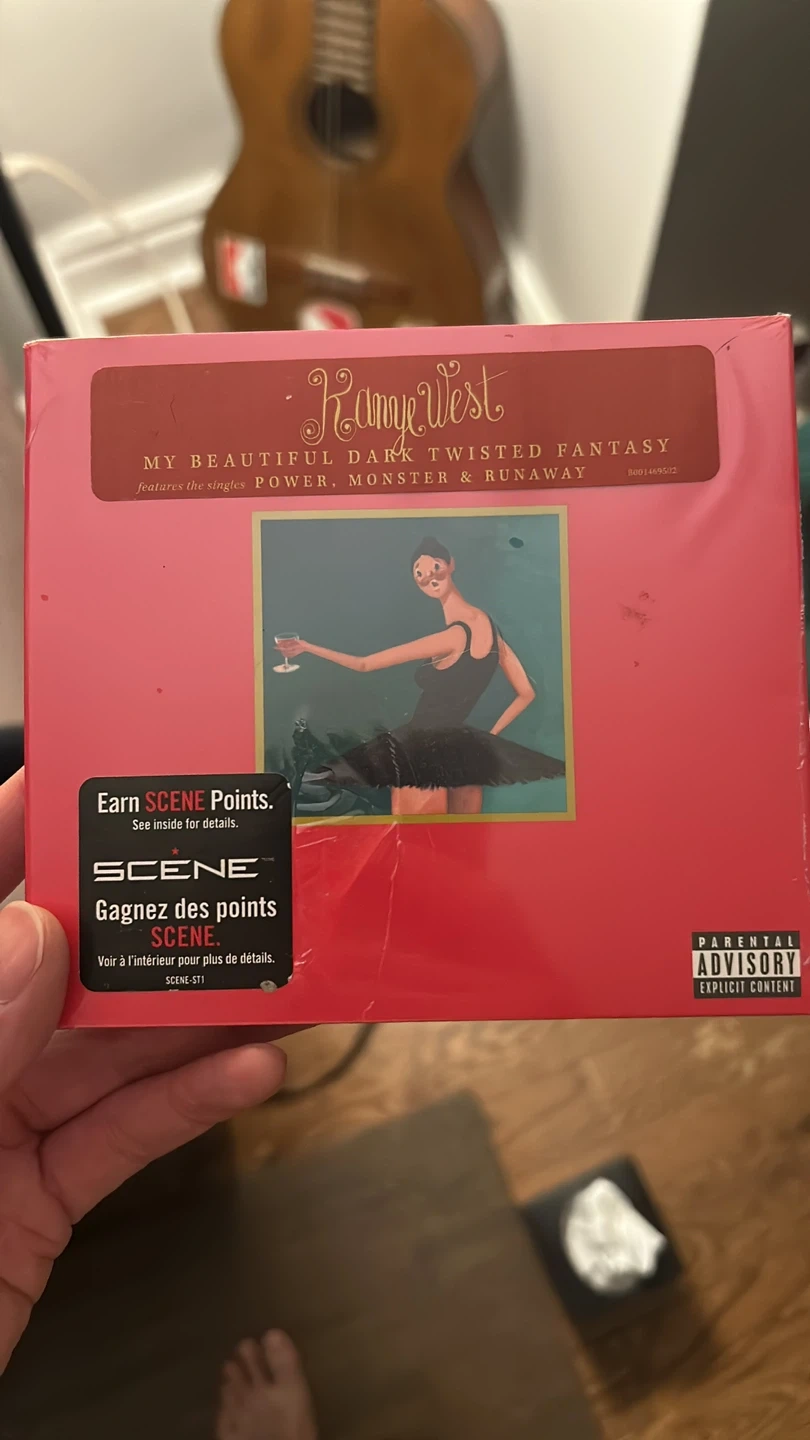 Kanye West
MY BEAUTIFUL DARK TWISTED FANTASY
features the singles POWER, MONSTER & RUNAWAY B001469502
Earn SCENE Points.
See inside for details.
SCENE
Gagnez des points
SCENE.
Voir à l'intérieur pour plus de détails.
SCENE-ST1
PARENTAL
ADVISORY
EXPLICIT CONTENT